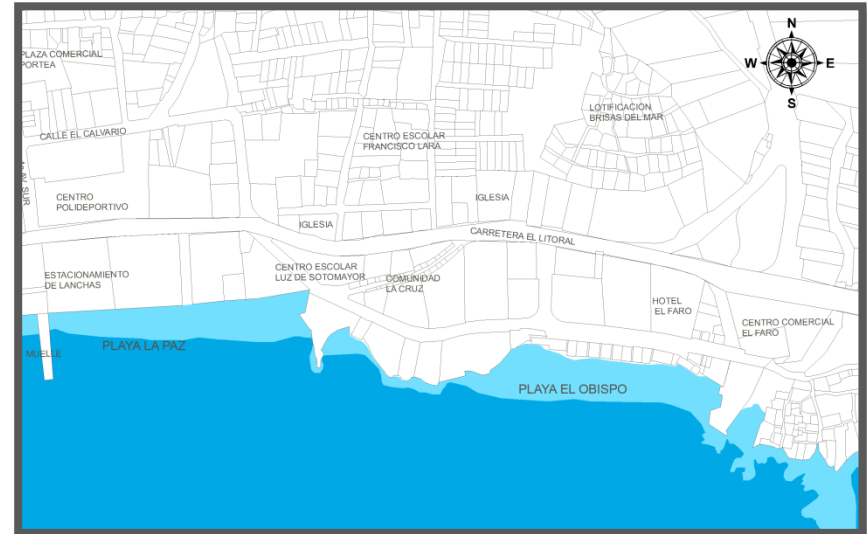 N
W
E
S
PLAZA COMERCIAL
PORTEA
LOTIFICACION
BRISAS DEL MAR
CALLE EL CALVARIO
CENTRO ESCOLAR
FRANCISCO LARA
CENTRO
POLIDEPORTIVO
IGLESIA
IGLESIA
CARRETERA EL LITORAL
ESTACIONAMIENTO
DE LANCHAS
CENTRO ESCOLAR
LUZ DE SOTOMAYOR
COMUNIDAD
LA CRUZ
HOTEL
EL FARO
CENTRO COMERCIAL
EL FARO
MUELLE
PLAYA LA PAZ
PLAYA EL OBISPO